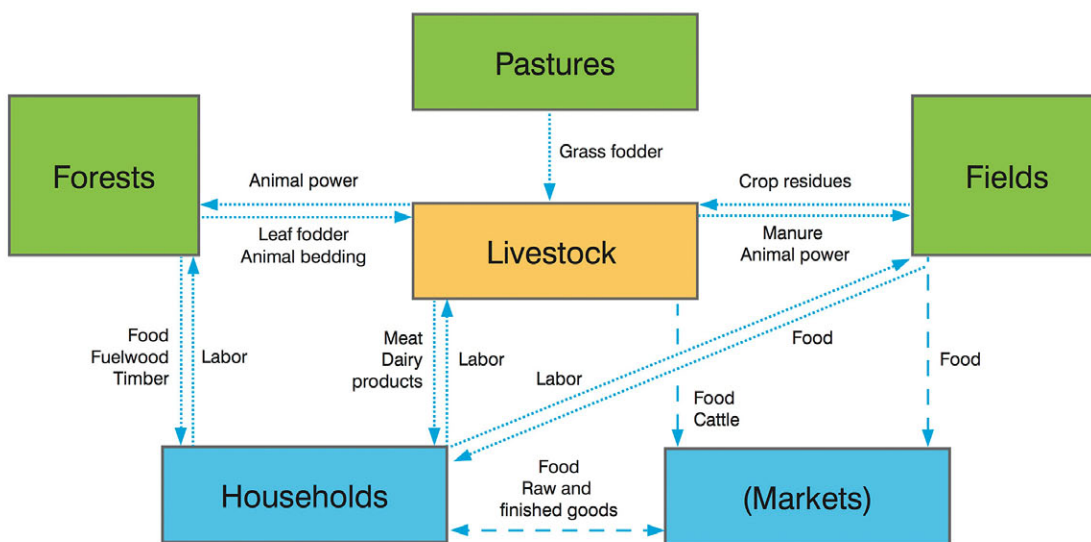 Pastures
Forests
Animal power
Grass fodder
Crop residues
Fields
Leaf fodder
Animal bedding
Livestock
Manure
Animal power
Food
Fuelwood
Timber
Labor
Meat
Dairy
products
Labor
Labor
Food
Food
Cattle
Food
Households
Food
Raw and
finished goods
(Markets)